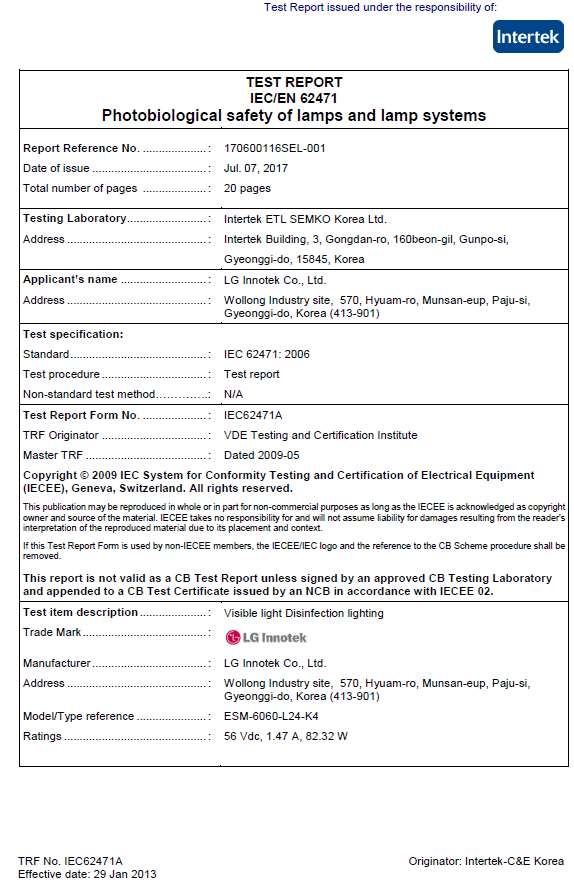 Test Report issued under the responsibility of:
Intertek
TEST REPORT
IEC/EN 62471
Photobiological safety of lamps and lamp systems
Report Reference No. ..................... : 170600116SEL-001
Date of issue ..................................... : Jul. 07, 2017
Total number of pages ..................... : 20 pages
Testing Laboratory.......................... : Intertek ETL SEMKO Korea Ltd.
Address .............................................. : Intertek Building, 3, Gongdan-ro, 160beon-gil, Gunpo-si,
Gyeonggi-do, 15845, Korea
Applicant's name ............................ : LG Innotek Co., Ltd.
Address .............................................. : Wollong Industry site, 570, Hyuam-ro, Munsan-eup, Paju-si,
Gyeonggi-do, Korea (413-901)
Test specification:
Standard............................................. : IEC 62471: 2006
Test procedure .................................. : Test report
Non-standard test method…………. : N/A
Test Report Form No. ..................... : IEC62471A
TRF Originator .................................. : VDE Testing and Certification Institute
Master TRF ........................................ : Dated 2009-05
Copyright © 2009 IEC System for Conformity Testing and Certification of Electrical Equipment
(IECEE), Geneva, Switzerland. All rights reserved.
This publication may be reproduced in whole or in part for non-commercial purposes as long as the IECEE is acknowledged as copyright
owner and source of the material. IECEE takes no responsibility for and will not assume liability for damages resulting from the reader's
interpretation of the reproduced material due to its placement and context.
If this Test Report Form is used by non-IECEE members, the IECEE/IEC logo and the reference to the CB Scheme procedure shall be
removed.
This report is not valid as a CB Test Report unless signed by an approved CB Testing Laboratory
and appended to a CB Test Certificate issued by an NCB in accordance with IECEE 02.
Test item description ...................... : Visible light Disinfection lighting
Trade Mark ......................................... : LG Innotek
Manufacturer ...................................... : LG Innotek Co., Ltd.
Address .............................................. : Wollong Industry site, 570, Hyuam-ro, Munsan-eup, Paju-si,
Gyeonggi-do, Korea (413-901)
Model/Type reference ....................... : ESM-6060-L24-K4
Ratings .............................................. : 56 Vdc, 1.47 A, 82.32 W
TRF No. IEC62471A Originator: Intertek-C&E Korea
Effective date: 29 Jan 2013